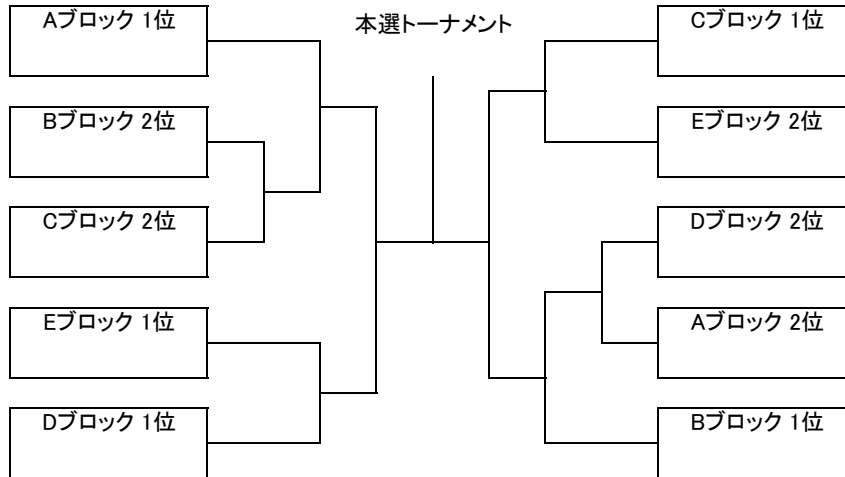 本選トーナメント
Aブロック 1位
Bブロック 2位
Cブロック 2位
Eブロック 1位
Dブロック 1位
Cブロック 1位
Eブロック 2位
Dブロック 2位
Aブロック 2位
Bブロック 1位